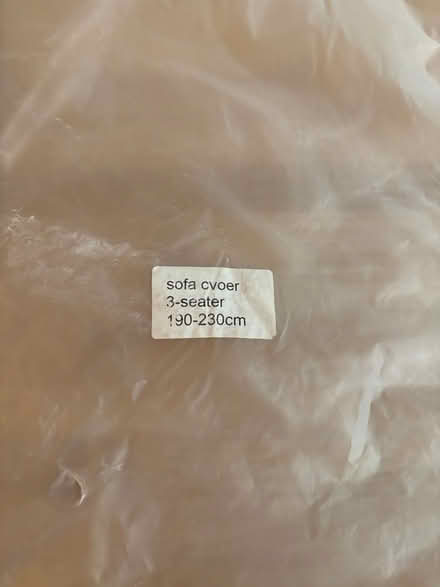 sofa cvoer
3-seater
190-230cm